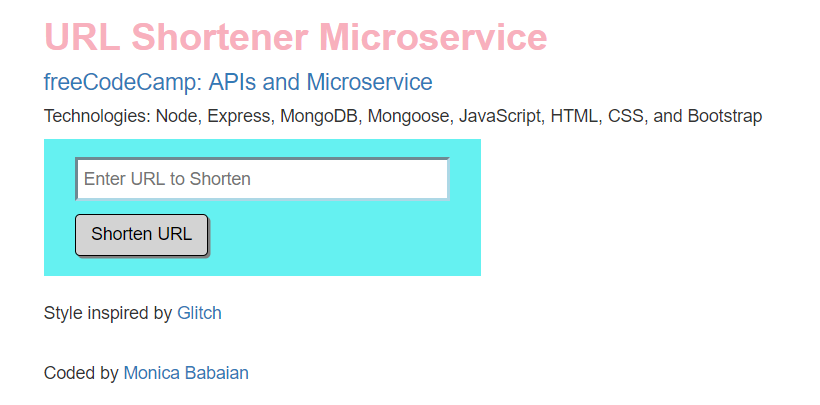 URL Shortener Microservice
freeCodeCamp: APIs and Microservice
Technologies: Node, Express, MongoDB, Mongoose, JavaScript, HTML, CSS, and Bootstrap
Enter URL to Shorten
Shorten URL
Style inspired by Glitch
Coded by Monica Babaian